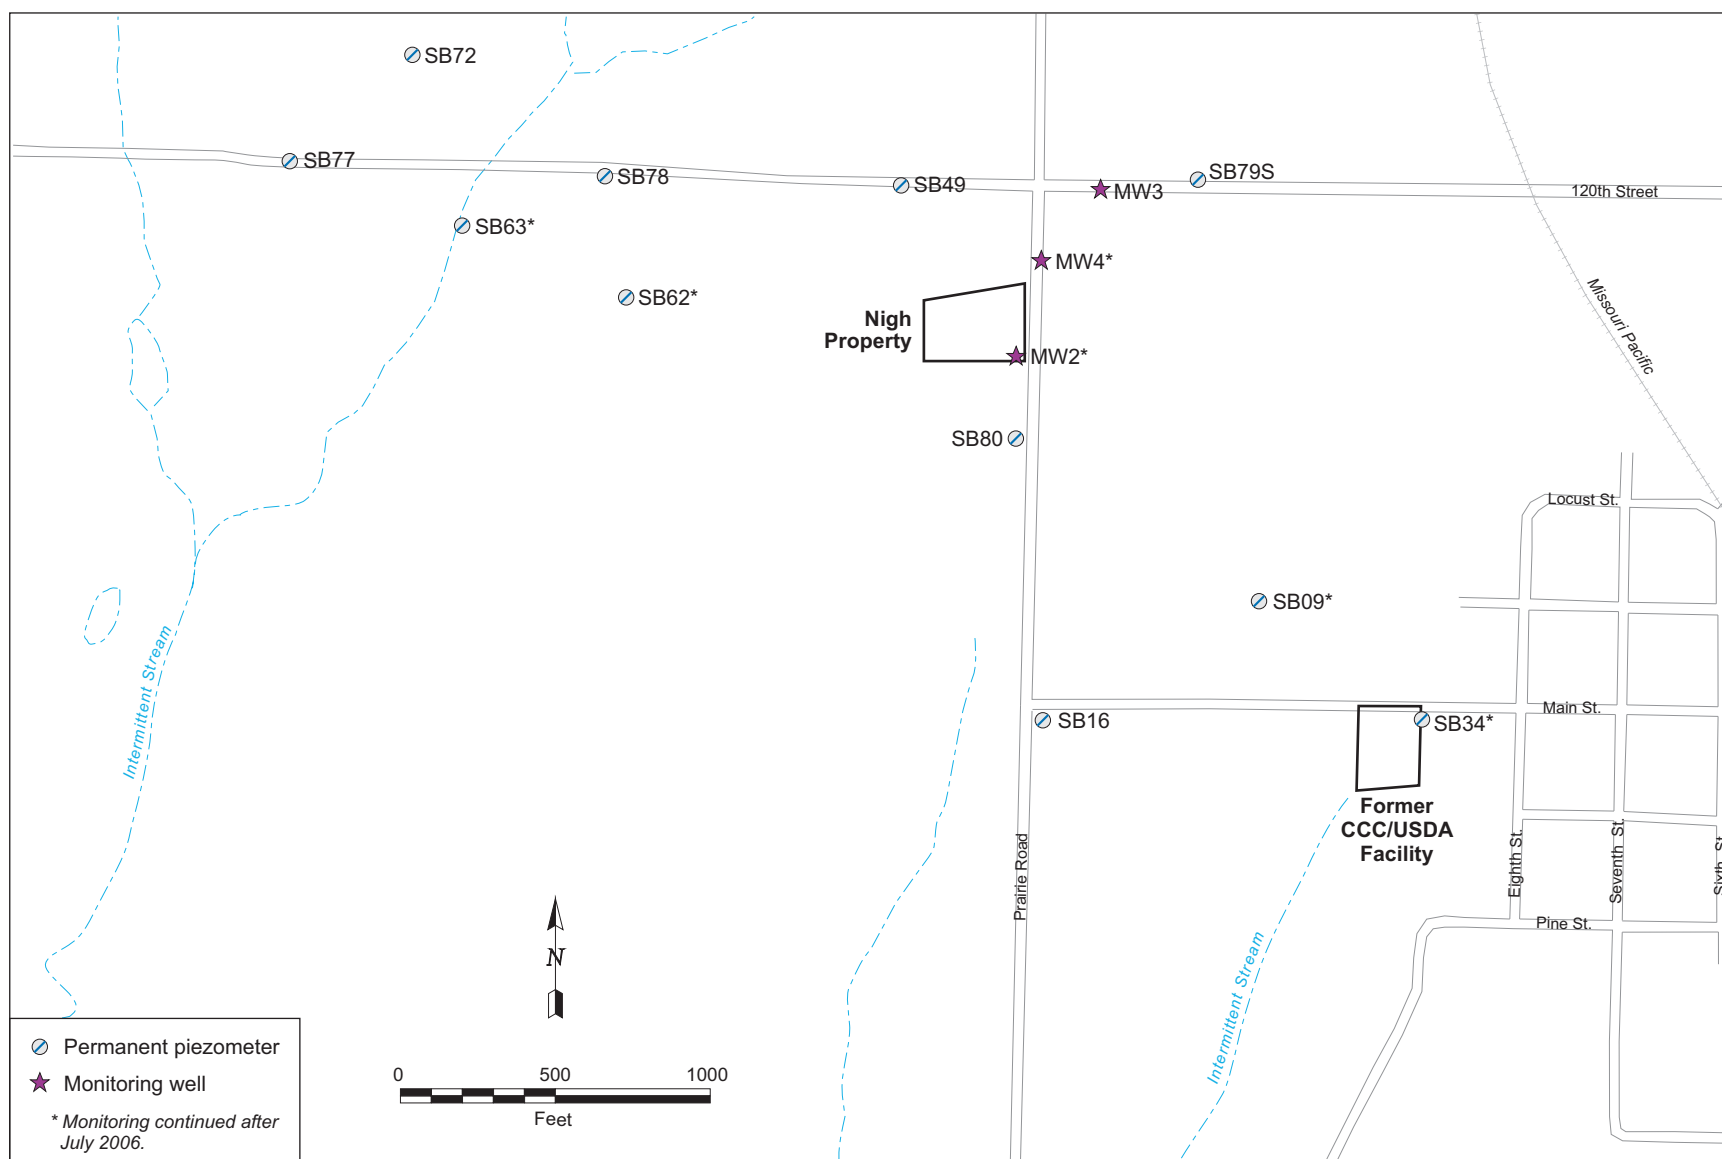 SB72
SB77
SB78
SB49
MW3
SB79S
120th Street
SB63*
MW4*
SB62*
Nigh
Property
MW2*
Missouri Pacific
SB80
Locust St.
SB09*
Intermittent Stream
SB16
SB34*
Main St.
Former
CCC/USDA
Facility
Prairie Road
Eighth St.
Seventh St.
Sixth St.
Pine St.
Intermittent Stream
N
0 500 1000
Feet
Permanent piezometer
Monitoring well
* Monitoring continued after
July 2006.